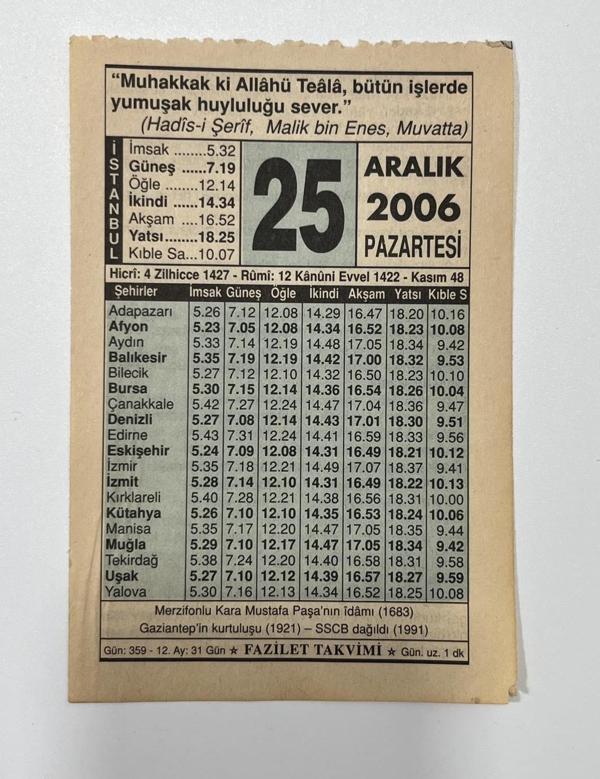 “Muhakkak ki Allâhü Teâlâ, bütün işlerde
yumuşak huyluluğu sever.”
(Hadîs-i Şerîf, Malik bin Enes, Muvatta)
İSTANBUL
İmsak ........5.32
Güneş ......7.19
Öğle ........12.14
İkindi ......14.34
Akşam ....16.52
Yatsı........18.25
Kıble Sa...10.07
25
ARALIK
2006
PAZARTESİ
Hicrî: 4 Zilhicce 1427 - Rûmî: 12 Kânûni Evvel 1422 - Kasım 48
Şehirler İmsak Güneş Öğle İkindi Akşam Yatsı Kıble S
Adapazarı 5.26 7.12 12.08 14.29 16.47 18.20 10.16
Afyon 5.23 7.05 12.08 14.34 16.52 18.23 10.08
Aydın 5.33 7.14 12.19 14.48 17.05 18.34 9.42
Balıkesir 5.35 7.19 12.19 14.42 17.00 18.32 9.53
Bilecik 5.27 7.12 12.10 14.32 16.50 18.23 10.10
Bursa 5.30 7.15 12.14 14.36 16.54 18.26 10.04
Çanakkale 5.42 7.27 12.24 14.47 17.04 18.36 9.47
Denizli 5.27 7.08 12.14 14.43 17.01 18.30 9.51
Edirne 5.43 7.31 12.24 14.41 16.59 18.33 9.56
Eskişehir 5.24 7.09 12.08 14.31 16.49 18.21 10.12
İzmir 5.35 7.18 12.21 14.49 17.07 18.37 9.41
İzmit 5.28 7.14 12.10 14.31 16.49 18.22 10.13
Kırklareli 5.40 7.28 12.21 14.38 16.56 18.31 10.00
Kütahya 5.26 7.10 12.10 14.35 16.53 18.24 10.06
Manisa 5.35 7.17 12.20 14.47 17.05 18.35 9.44
Muğla 5.29 7.10 12.17 14.47 17.05 18.34 9.42
Tekirdağ 5.38 7.24 12.20 14.40 16.58 18.31 9.58
Uşak 5.27 7.10 12.12 14.39 16.57 18.27 9.59
Yalova 5.30 7.16 12.13 14.34 16.52 18.25 10.08
Merzifonlu Kara Mustafa Paşa’nın îdâmı (1683)
Gaziantep’in kurtuluşu (1921) – SSCB dağıldı (1991)
Gün: 359 - 12. Ay: 31 Gün ★ FAZİLET TAKVİMİ ★ Gün. uz. 1 dk